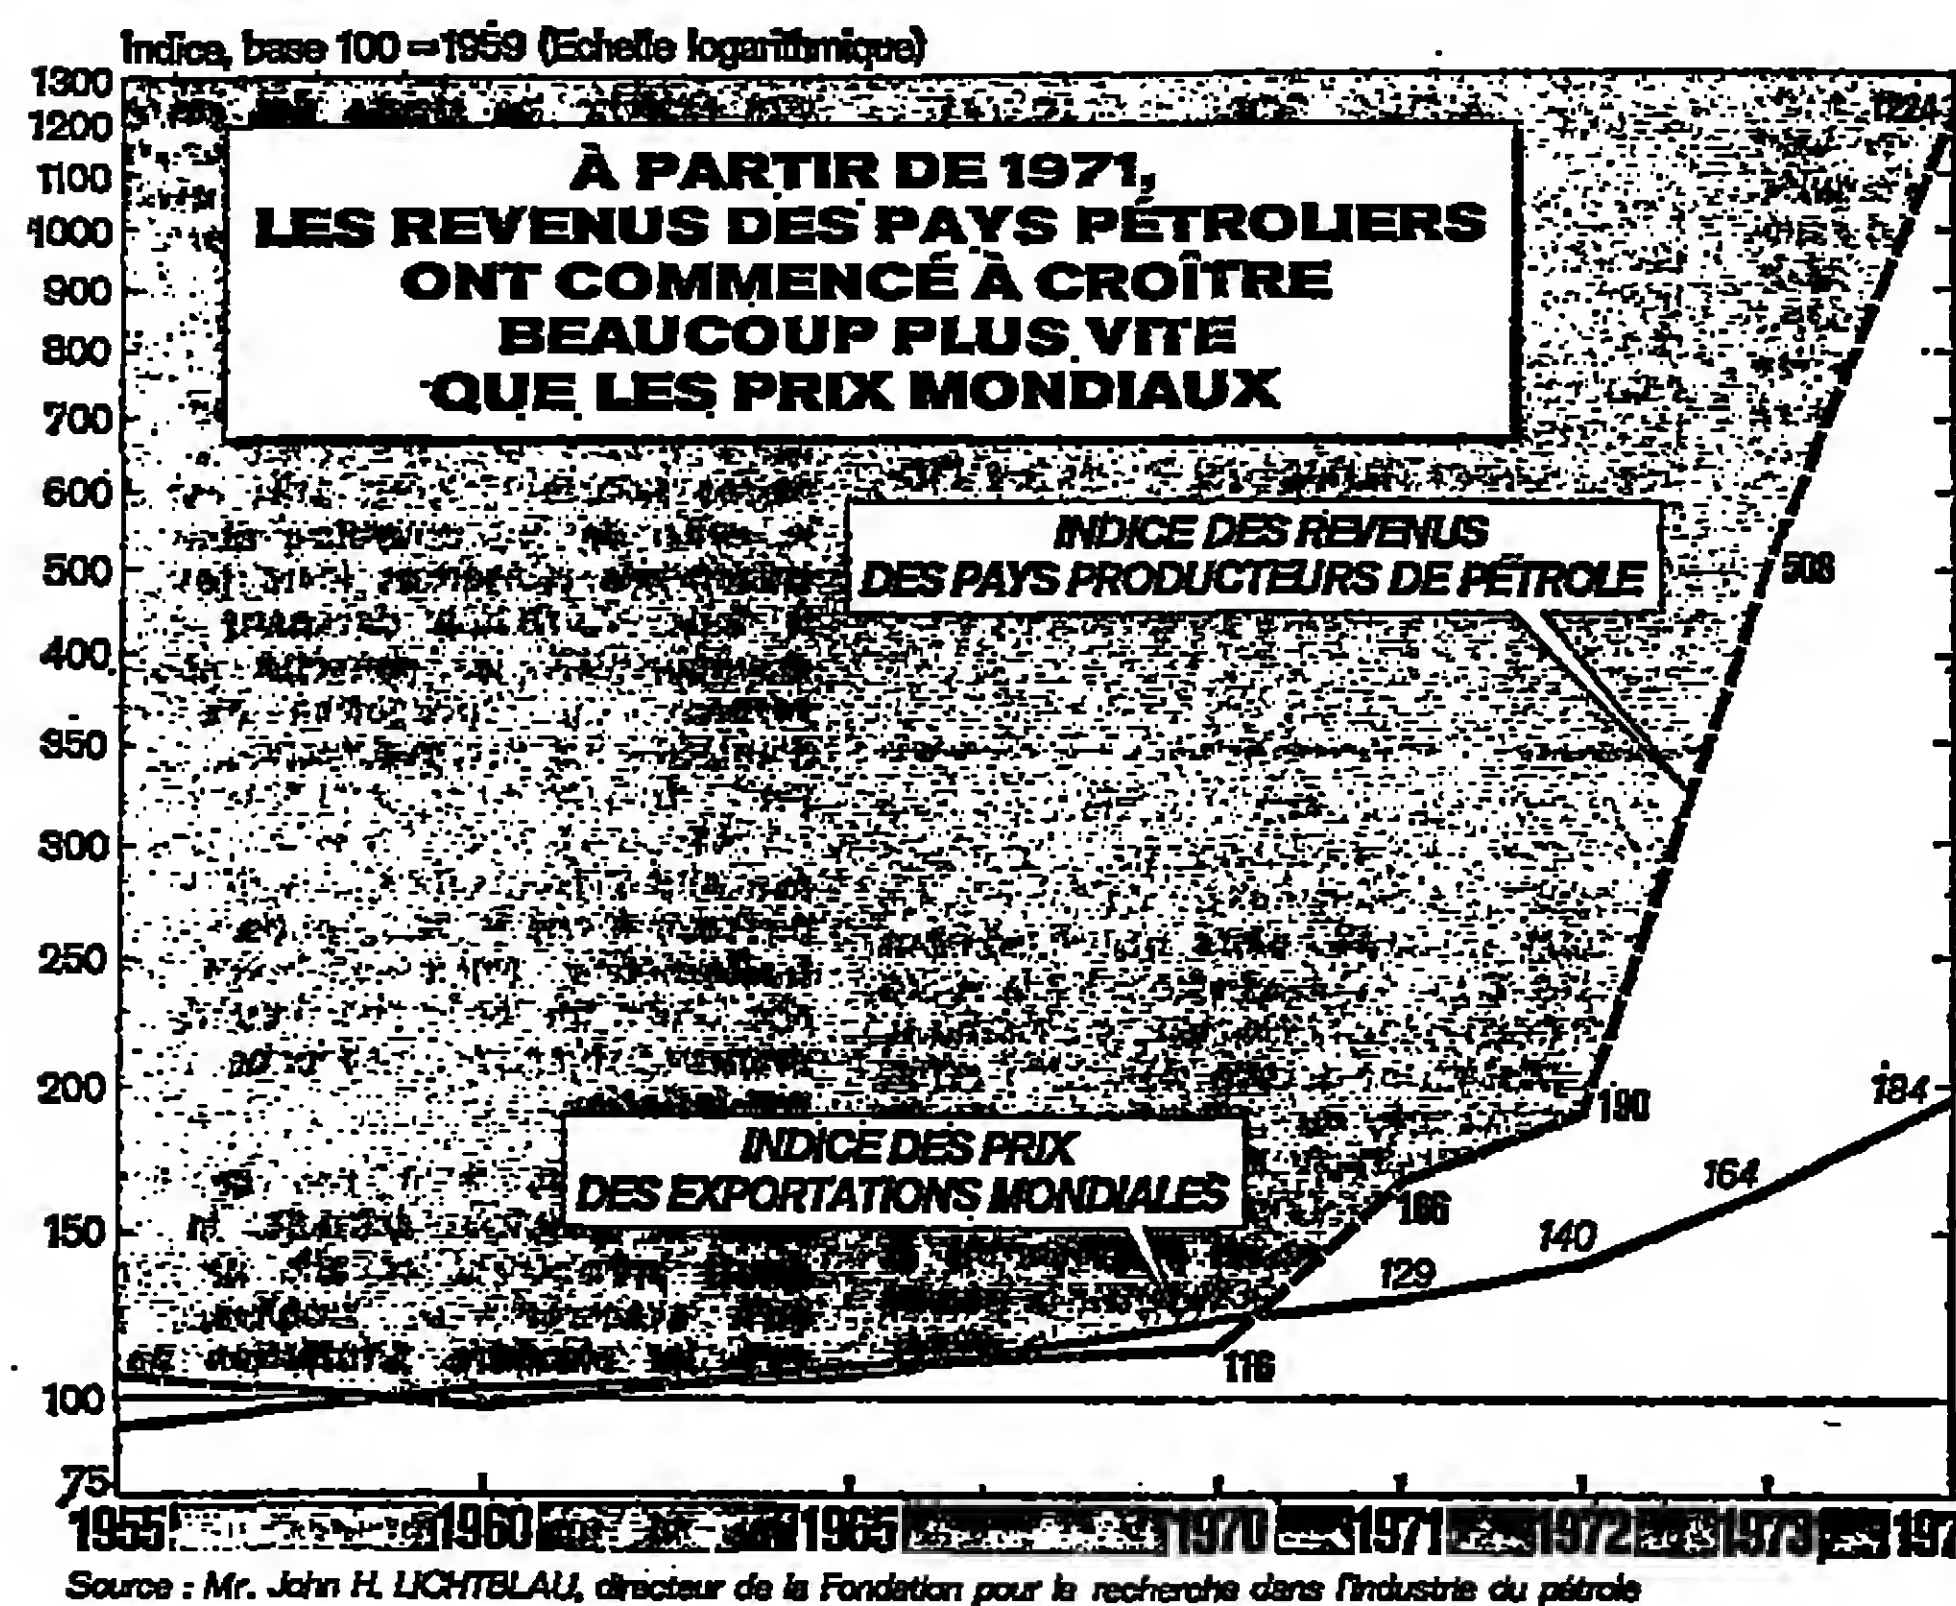 Indice, base 100 = 1959 (Echelle logarithmique)
1300
1200
1100
1000
900
800
700
600
500
400
350
300
250
200
150
100
75
À PARTIR DE 1971,
LES REVENUS DES PAYS PÉTROLIERS
ONT COMMENCÉ À CROÎTRE
BEAUCOUP PLUS VITE
QUE LES PRIX MONDIAUX
1224
INDICE DES REVENUS
DES PAYS PRODUCTEURS DE PÉTROLE
508
190
194
INDICE DES PRIX
DES EXPORTATIONS MONDIALES
164
166
140
129
123
116
1955 1960 1965 1970 1971 1972 1973 197
Source : Mr. John H. LICHTBLAU, directeur de la Fondation pour la recherche dans l'industrie du pétrole